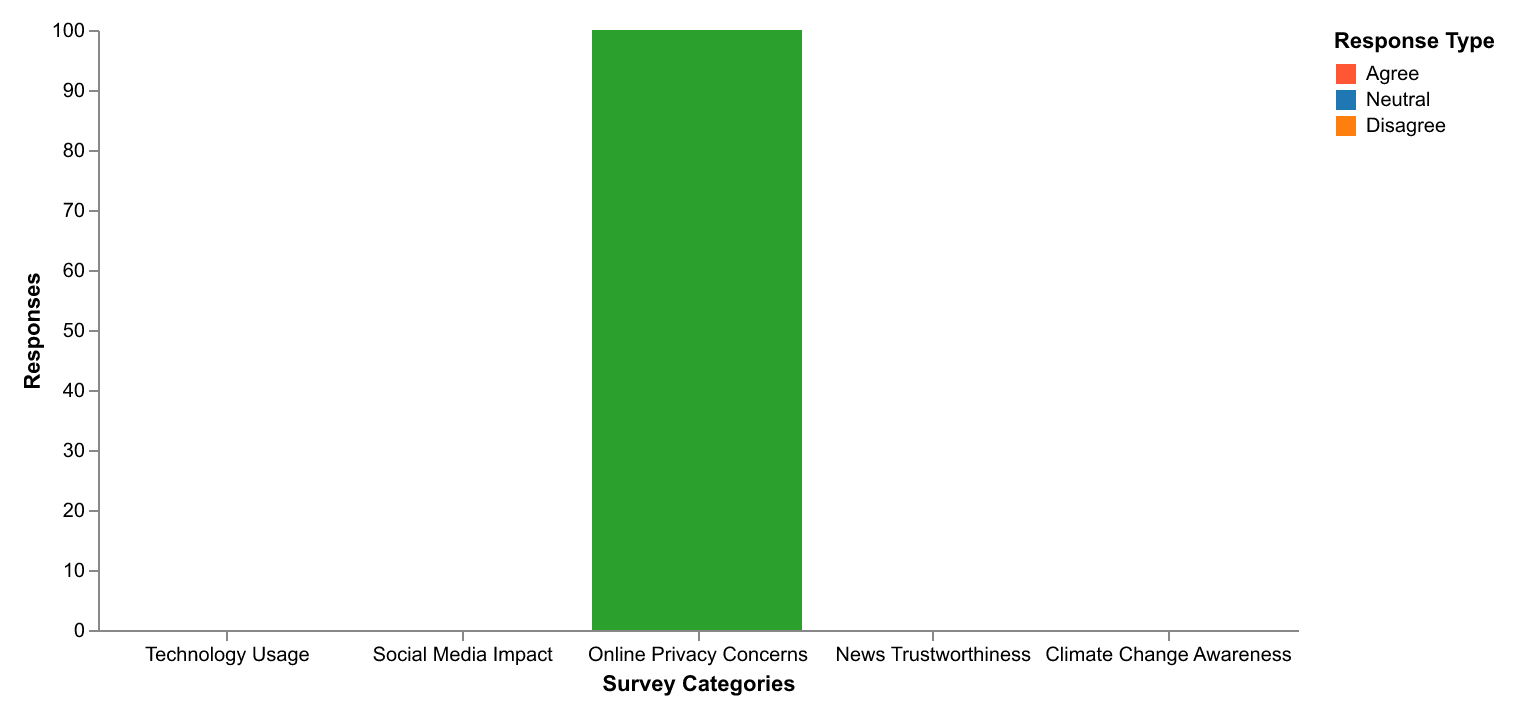 100
90
80
70
60
50
40
30
20
10
0
Responses
Technology Usage
Social Media Impact
Online Privacy Concerns
News Trustworthiness
Climate Change Awareness
Survey Categories
Response Type
Agree
Neutral
Disagree